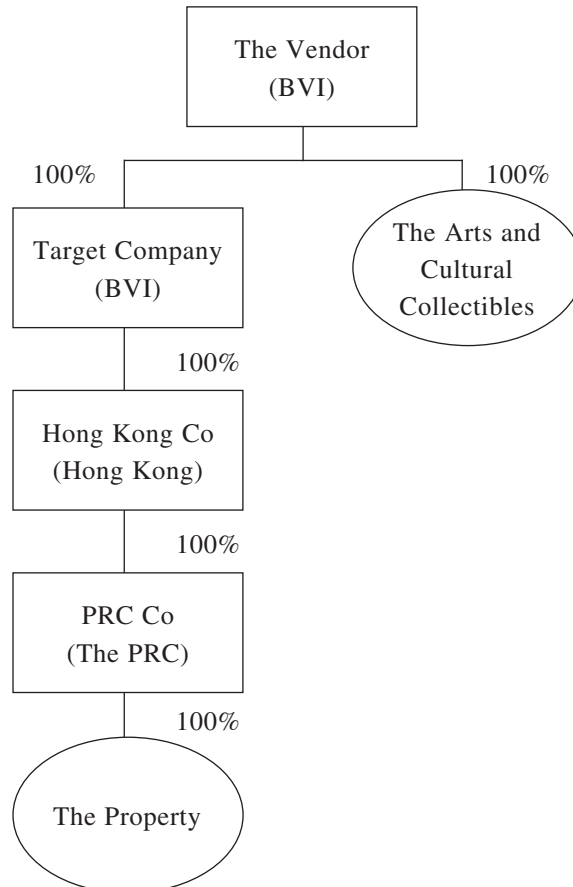 The Vendor
(BVI)
100%
100%
Target Company
(BVI)
The Arts and
Cultural
Collectibles
100%
Hong Kong Co
(Hong Kong)
100%
PRC Co
(The PRC)
100%
The Property